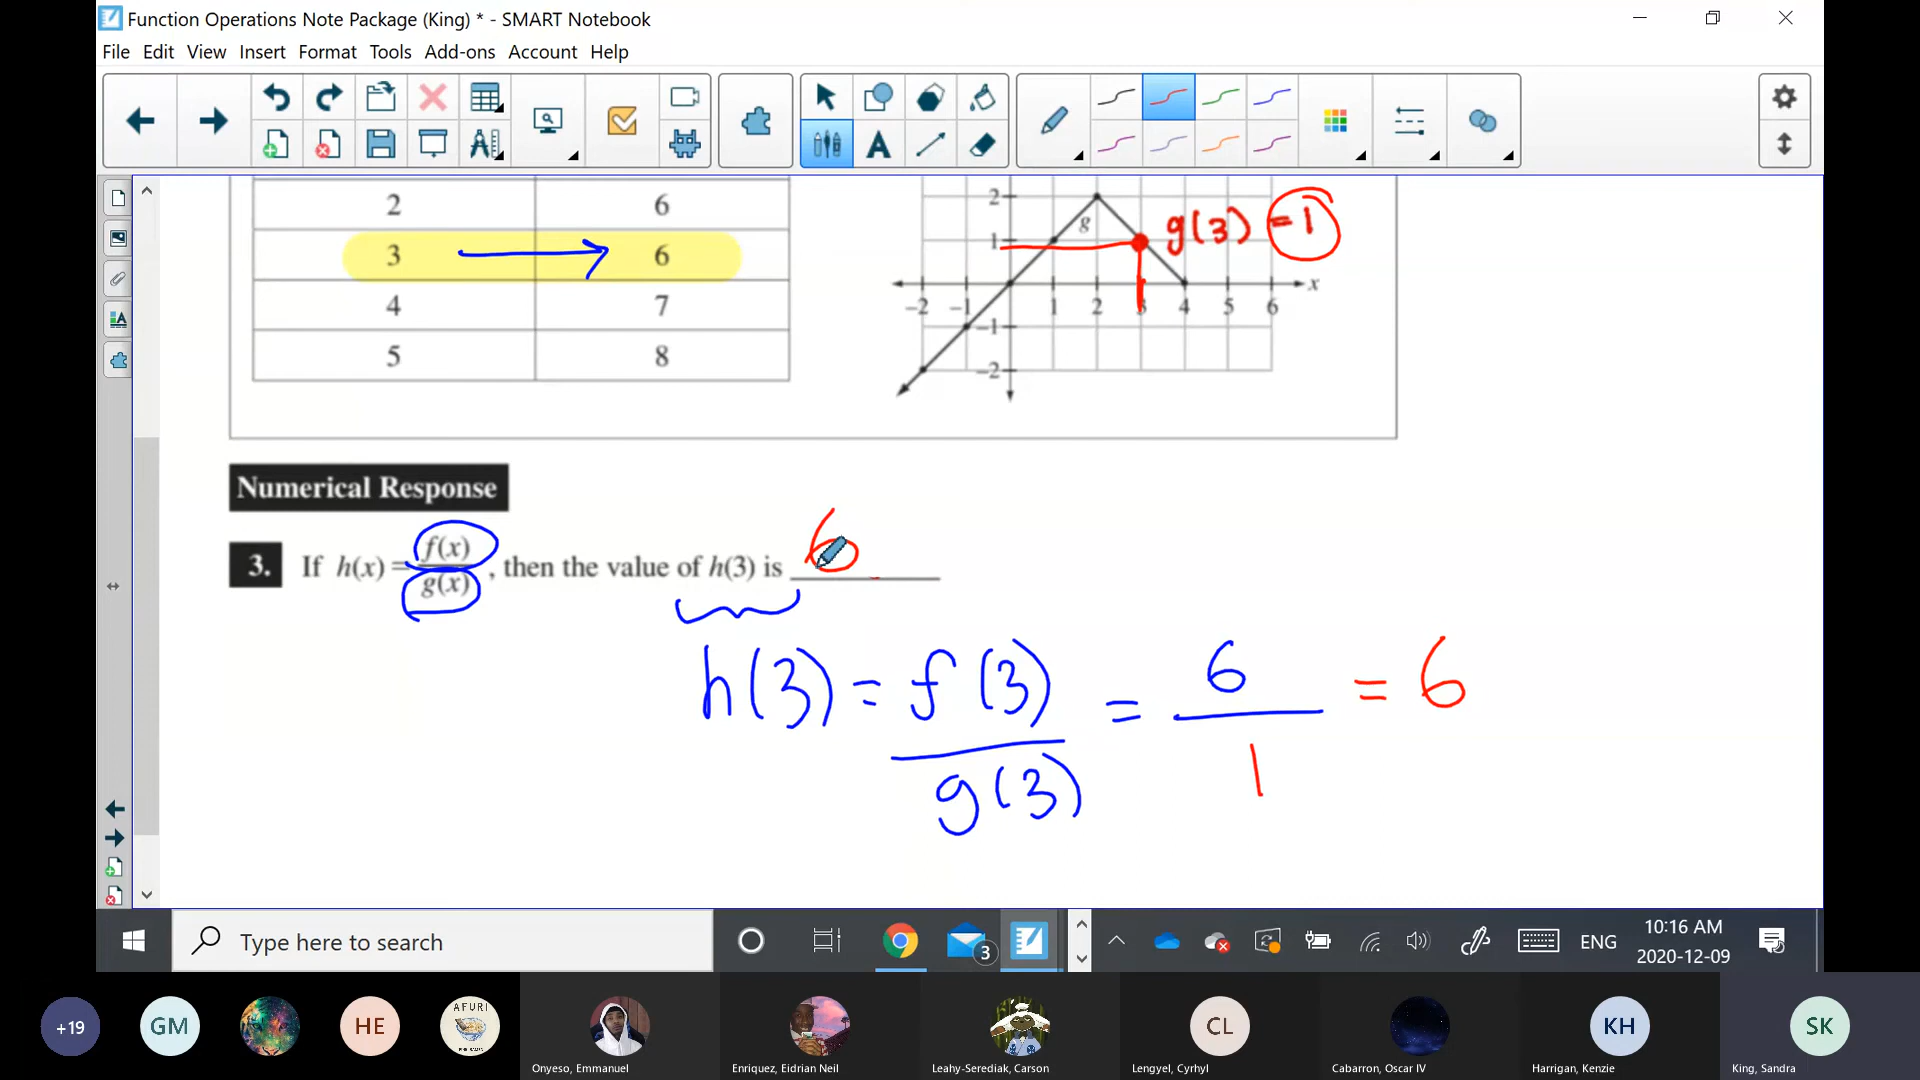 Function Operations Note Package (King) * - SMART Notebook
File Edit View Insert Format Tools Add-ons Account Help
2 6
3 6
4 7
5 8
2
1
g
g(3) = 1
x
-2 -1 1 2 3 4 5 6
-1
-2
Numerical Response
3. If h(x) = f(x) / g(x), then the value of h(3) is 6
h(3) = f(3) / g(3) = 6 / 1 = 6
Type here to search
3
ENG
10:16 AM
2020-12-09
+19
GM
HE
AFURI
CL
KH
SK
Onyeso, Emmanuel
Enriquez, Eidrian Neil
Leahy-Serediak, Carson
Lengyel, Cyrhyl
Cabarron, Oscar IV
Harrigan, Kenzie
King, Sandra